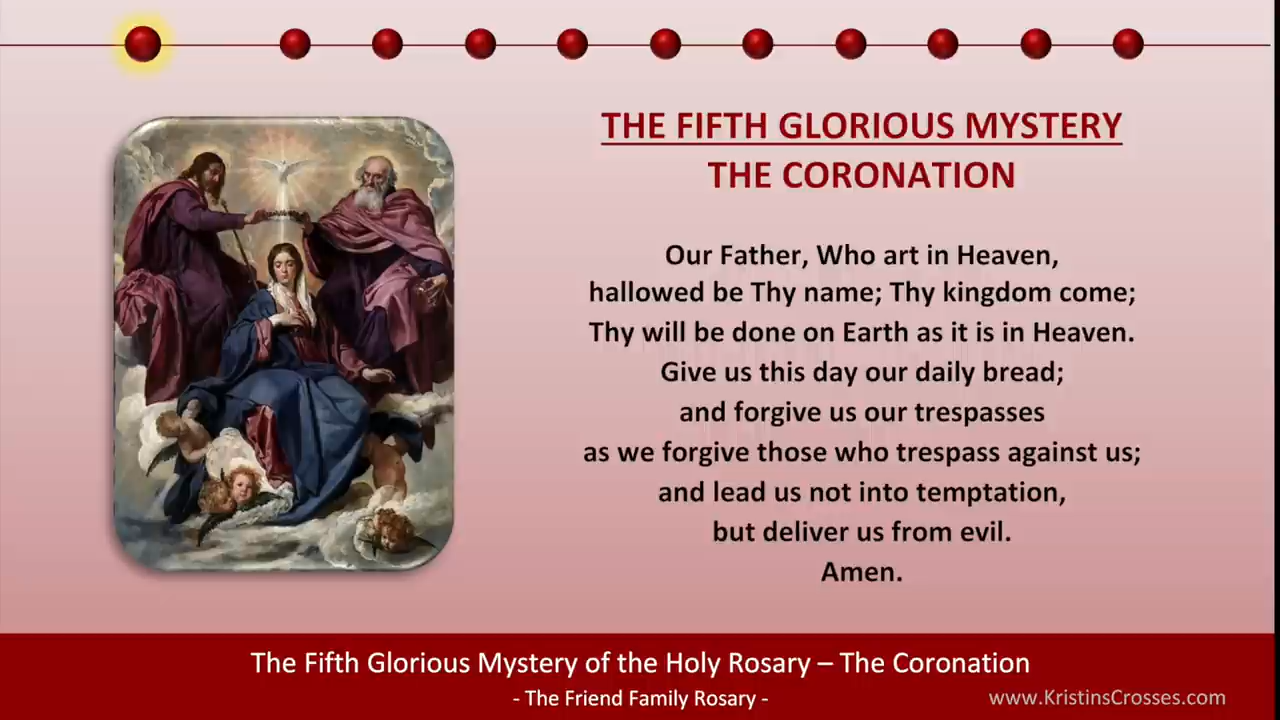 THE FIFTH GLORIOUS MYSTERY
THE CORONATION
Our Father, Who art in Heaven,
hallowed be Thy name; Thy kingdom come;
Thy will be done on Earth as it is in Heaven.
Give us this day our daily bread;
and forgive us our trespasses
as we forgive those who trespass against us;
and lead us not into temptation,
but deliver us from evil.
Amen.
The Fifth Glorious Mystery of the Holy Rosary – The Coronation
- The Friend Family Rosary -
www.KristinsCrosses.com